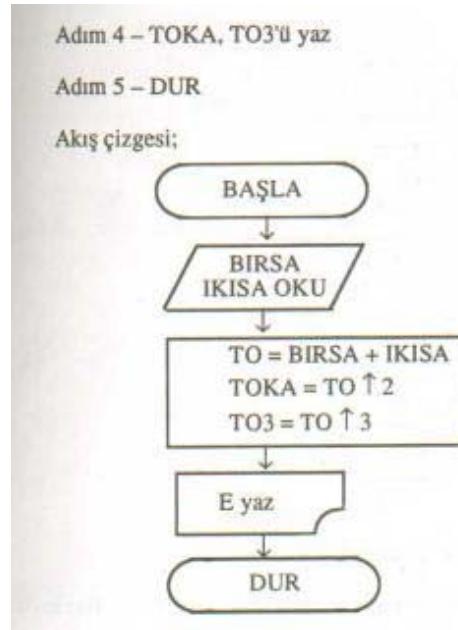 Adım 4 – TOKA, TO3'ü yaz
Adım 5 – DUR
Akış çizgesi;
BAŞLA
BIRSA
IKISA OKU
TO = BIRSA + IKISA
TOKA = TO ↑ 2
TO3 = TO ↑ 3
E yaz
DUR